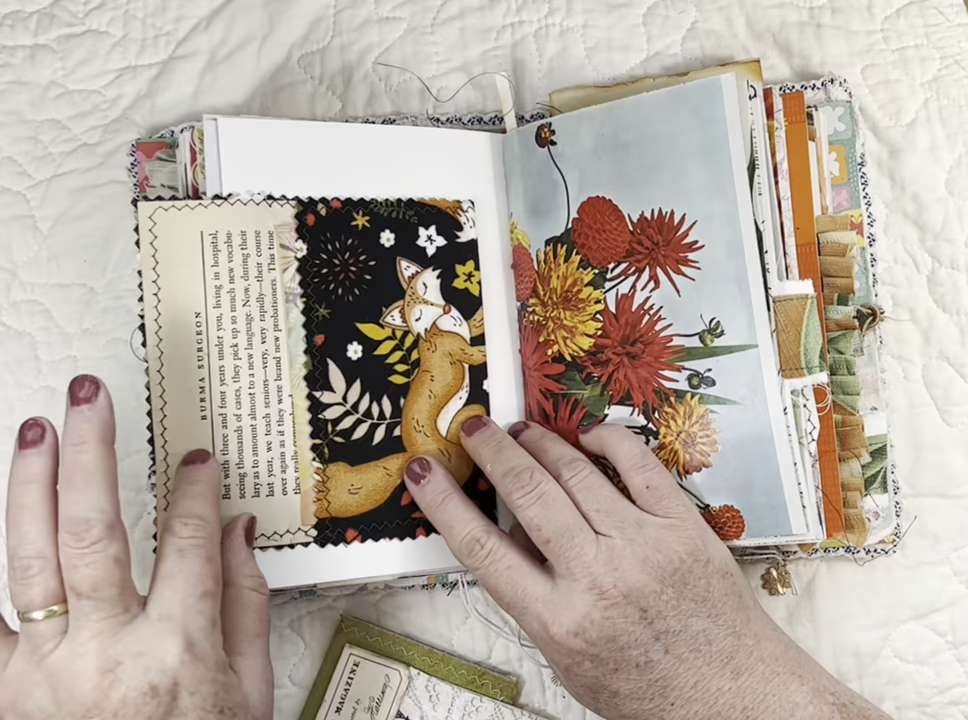 BURMA SURGEON
But with three and four years under you, living in hospital,
seeing thousands of cases, they pick up so much new vocabu-
lary as to amount almost to a new language. Now, during their
last year, we teach seniors—very, very rapidly—their course
over again as if they were brand new probationers. This time
they really
MAGAZINE